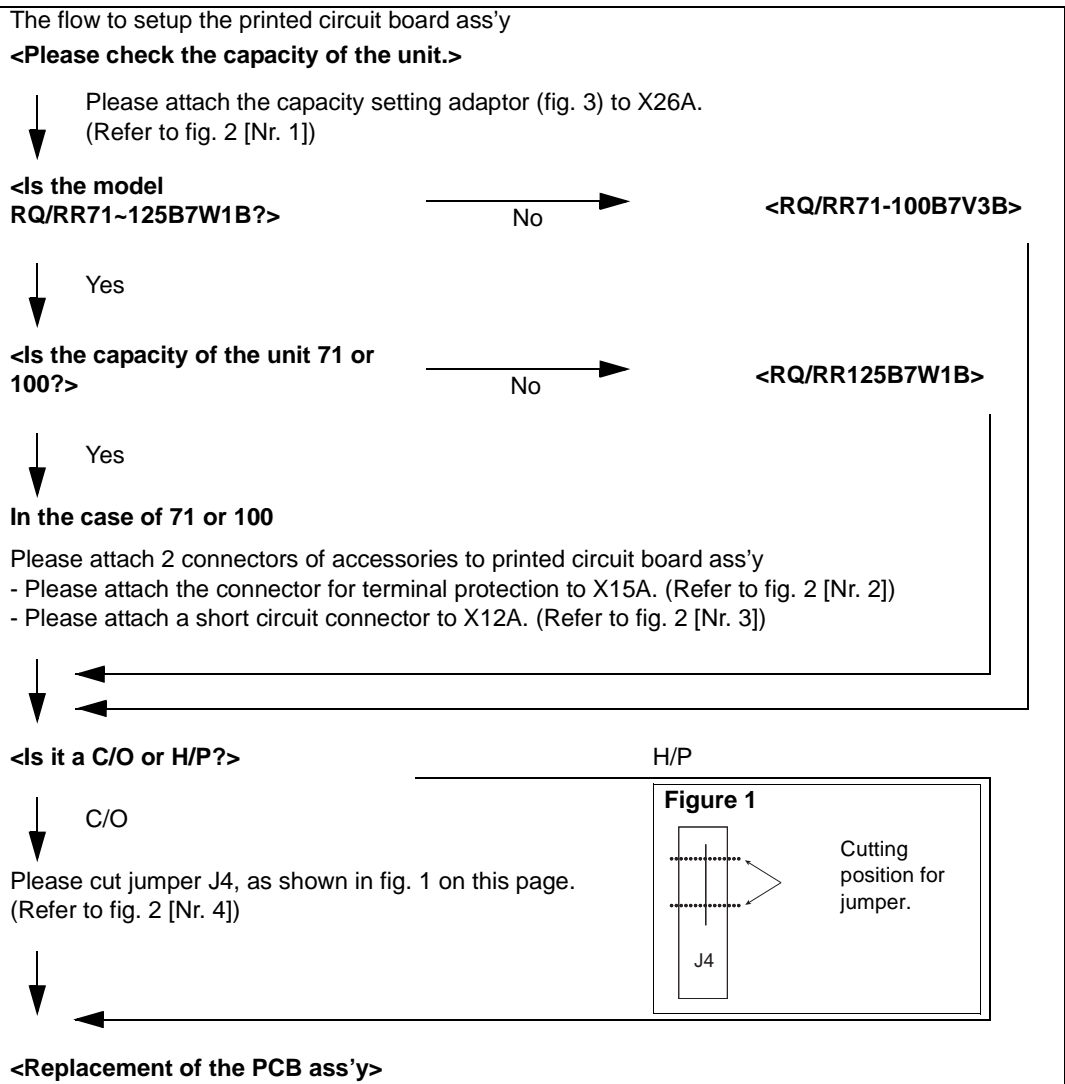 The flow to setup the printed circuit board ass'y
<Please check the capacity of the unit.>
Please attach the capacity setting adaptor (fig. 3) to X26A.
(Refer to fig. 2 [Nr. 1])
<Is the model
RQ/RR71~125B7W1B?>
No
<RQ/RR71-100B7V3B>
Yes
<Is the capacity of the unit 71 or
100?>
No
<RQ/RR125B7W1B>
Yes
In the case of 71 or 100
Please attach 2 connectors of accessories to printed circuit board ass'y
- Please attach the connector for terminal protection to X15A. (Refer to fig. 2 [Nr. 2])
- Please attach a short circuit connector to X12A. (Refer to fig. 2 [Nr. 3])
<Is it a C/O or H/P?>
H/P
C/O
Please cut jumper J4, as shown in fig. 1 on this page.
(Refer to fig. 2 [Nr. 4])
Figure 1
Cutting
position for
jumper.
J4
<Replacement of the PCB ass'y>